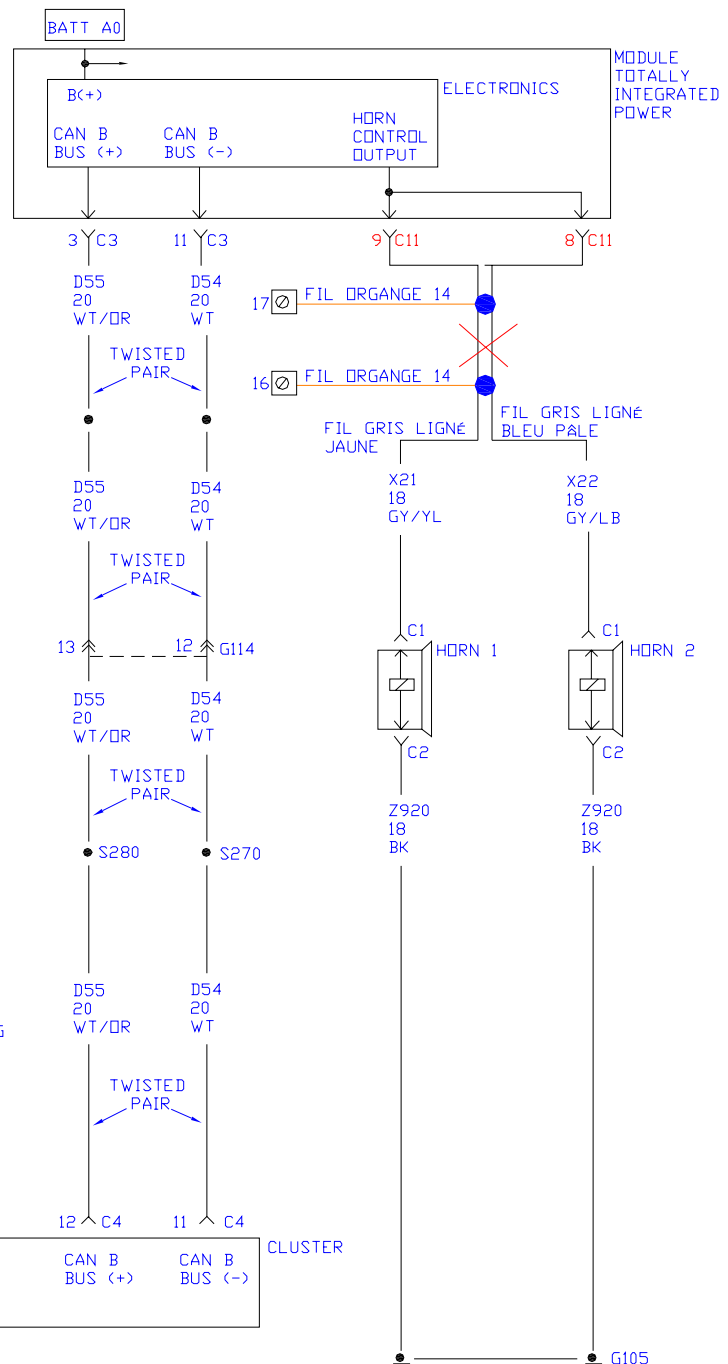 BATT A0
MODULE
TOTALLY
INTEGRATED
POWER
ELECTRONICS
B(+)
CAN B
BUS (+)
CAN B
BUS (-)
HORN
CONTROL
OUTPUT
3 C3
11 C3
9 C11
8 C11
D55
20
WT/OR
D54
20
WT
17 FIL ORGANGE 14
TWISTED
PAIR
16 FIL ORGANGE 14
FIL GRIS LIGNÉ
JAUNE
FIL GRIS LIGNÉ
BLEU PÂLE
D55
20
WT/OR
D54
20
WT
X21
18
GY/YL
X22
18
GY/LB
TWISTED
PAIR
13
12 G114
C1
HORN 1
C1
HORN 2
D55
20
WT/OR
D54
20
WT
C2
C2
TWISTED
PAIR
Z920
18
BK
Z920
18
BK
S280
S270
D55
20
WT/OR
D54
20
WT
G
TWISTED
PAIR
12 C4
11 C4
CLUSTER
CAN B
BUS (+)
CAN B
BUS (-)
G105